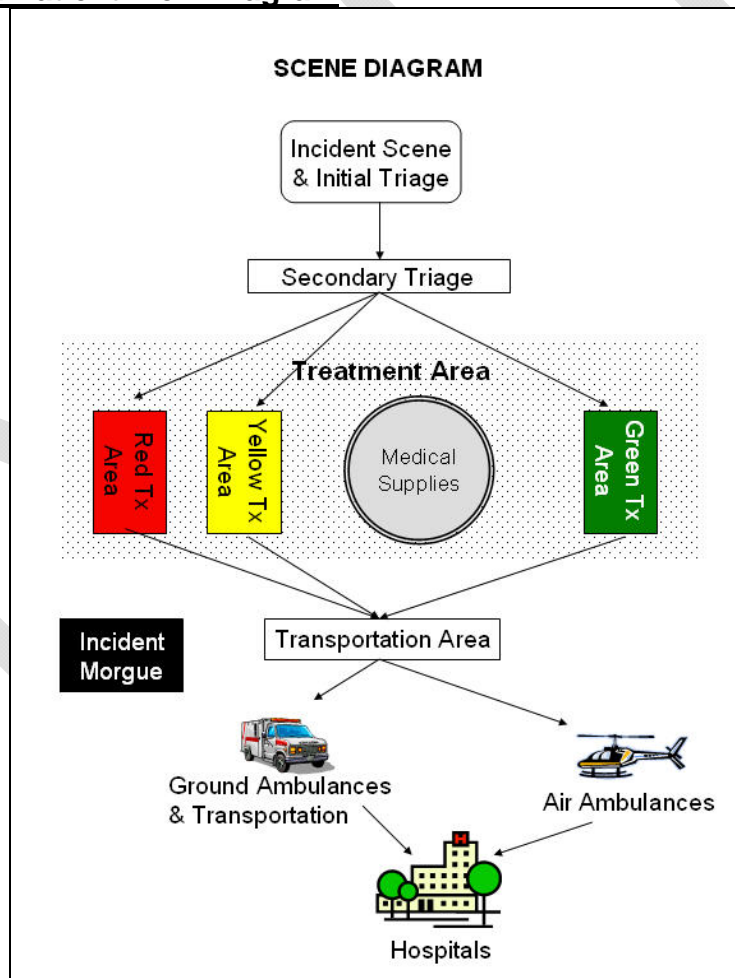 SCENE DIAGRAM
Incident Scene
& Initial Triage
Secondary Triage
Treatment Area
Red Tx
Area
Yellow Tx
Area
Medical
Supplies
Green Tx
Area
Incident
Morgue
Transportation Area
Ground Ambulances
& Transportation
Air Ambulances
H
Hospitals